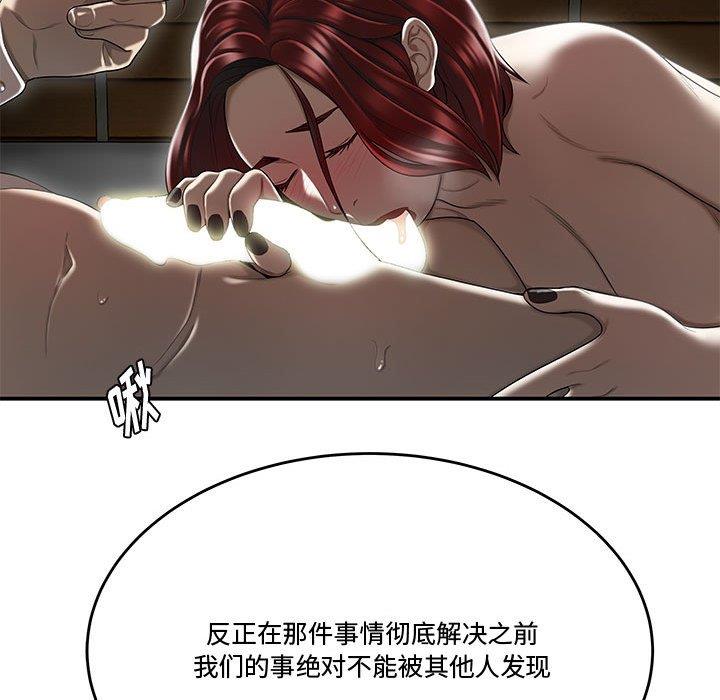 啾
反正在那件事情彻底解决之前
我们的事绝对不能被其他人发现